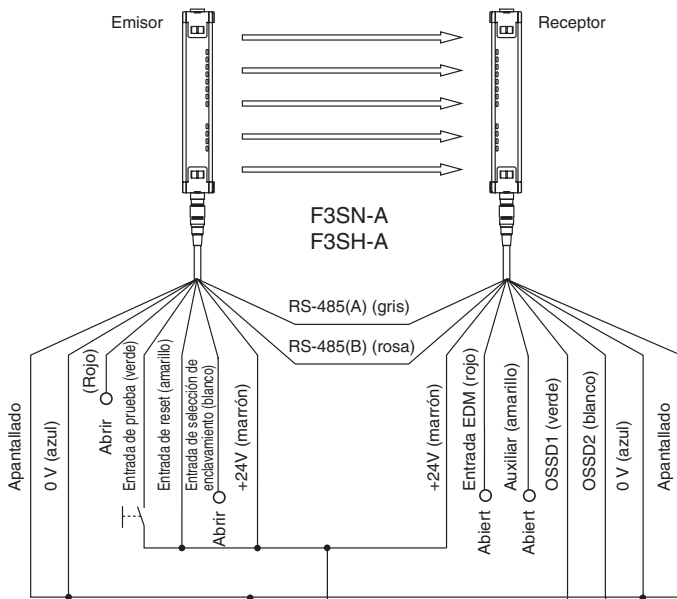 Emisor
Receptor
F3SN-A
F3SH-A
RS-485(A) (gris)
RS-485(B) (rosa)
Apantallado
0 V (azul)
(Rojo)
Abrir
Entrada de prueba (verde)
Entrada de reset (amarillo)
Entrada de selección de
enclavamiento (blanco)
Abrir
+24V (marrón)
+24V (marrón)
Entrada EDM (rojo)
Abiert
Auxiliar (amarillo)
Abiert
OSSD1 (verde)
OSSD2 (blanco)
0 V (azul)
Apantallado